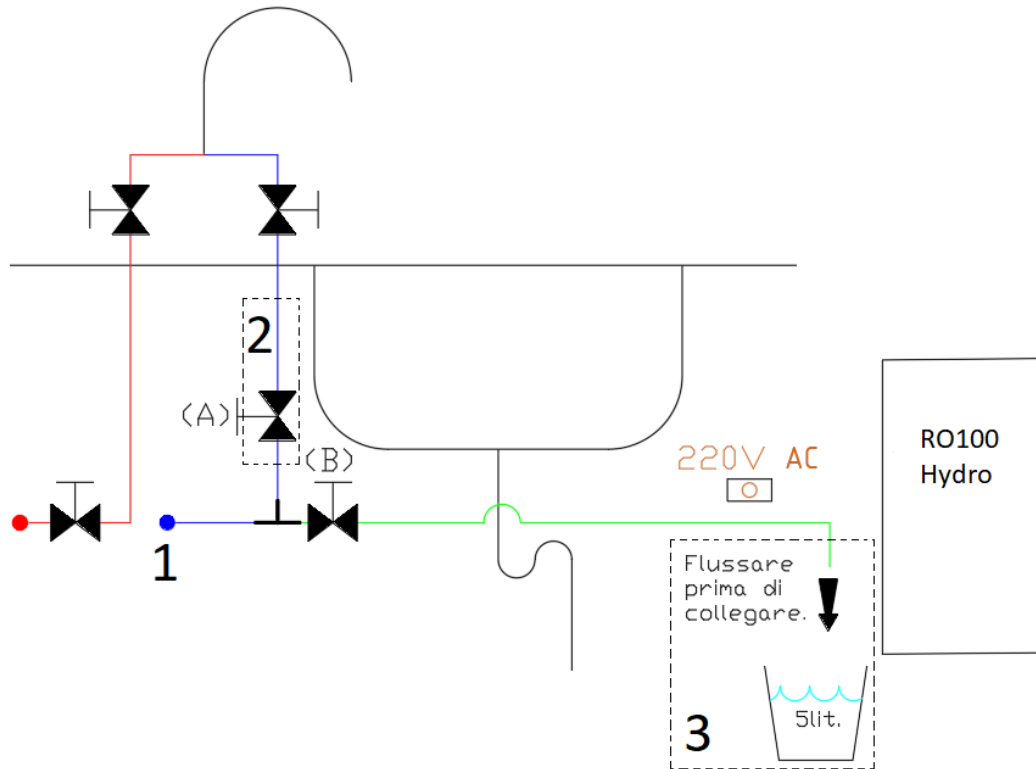 2
(A)
(B)
220V AC
RO100
Hydro
1
Flussare
prima di
collegare.
5lit.
3